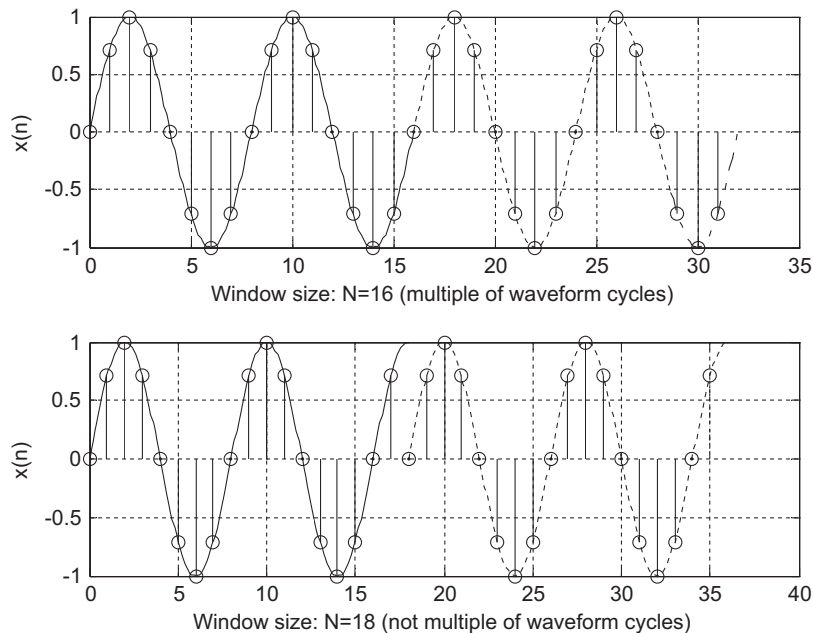 1
0.5
0
-0.5
-1
x(n)
0 5 10 15 20 25 30 35
Window size: N=16 (multiple of waveform cycles)
1
0.5
0
-0.5
-1
x(n)
0 5 10 15 20 25 30 35 40
Window size: N=18 (not multiple of waveform cycles)